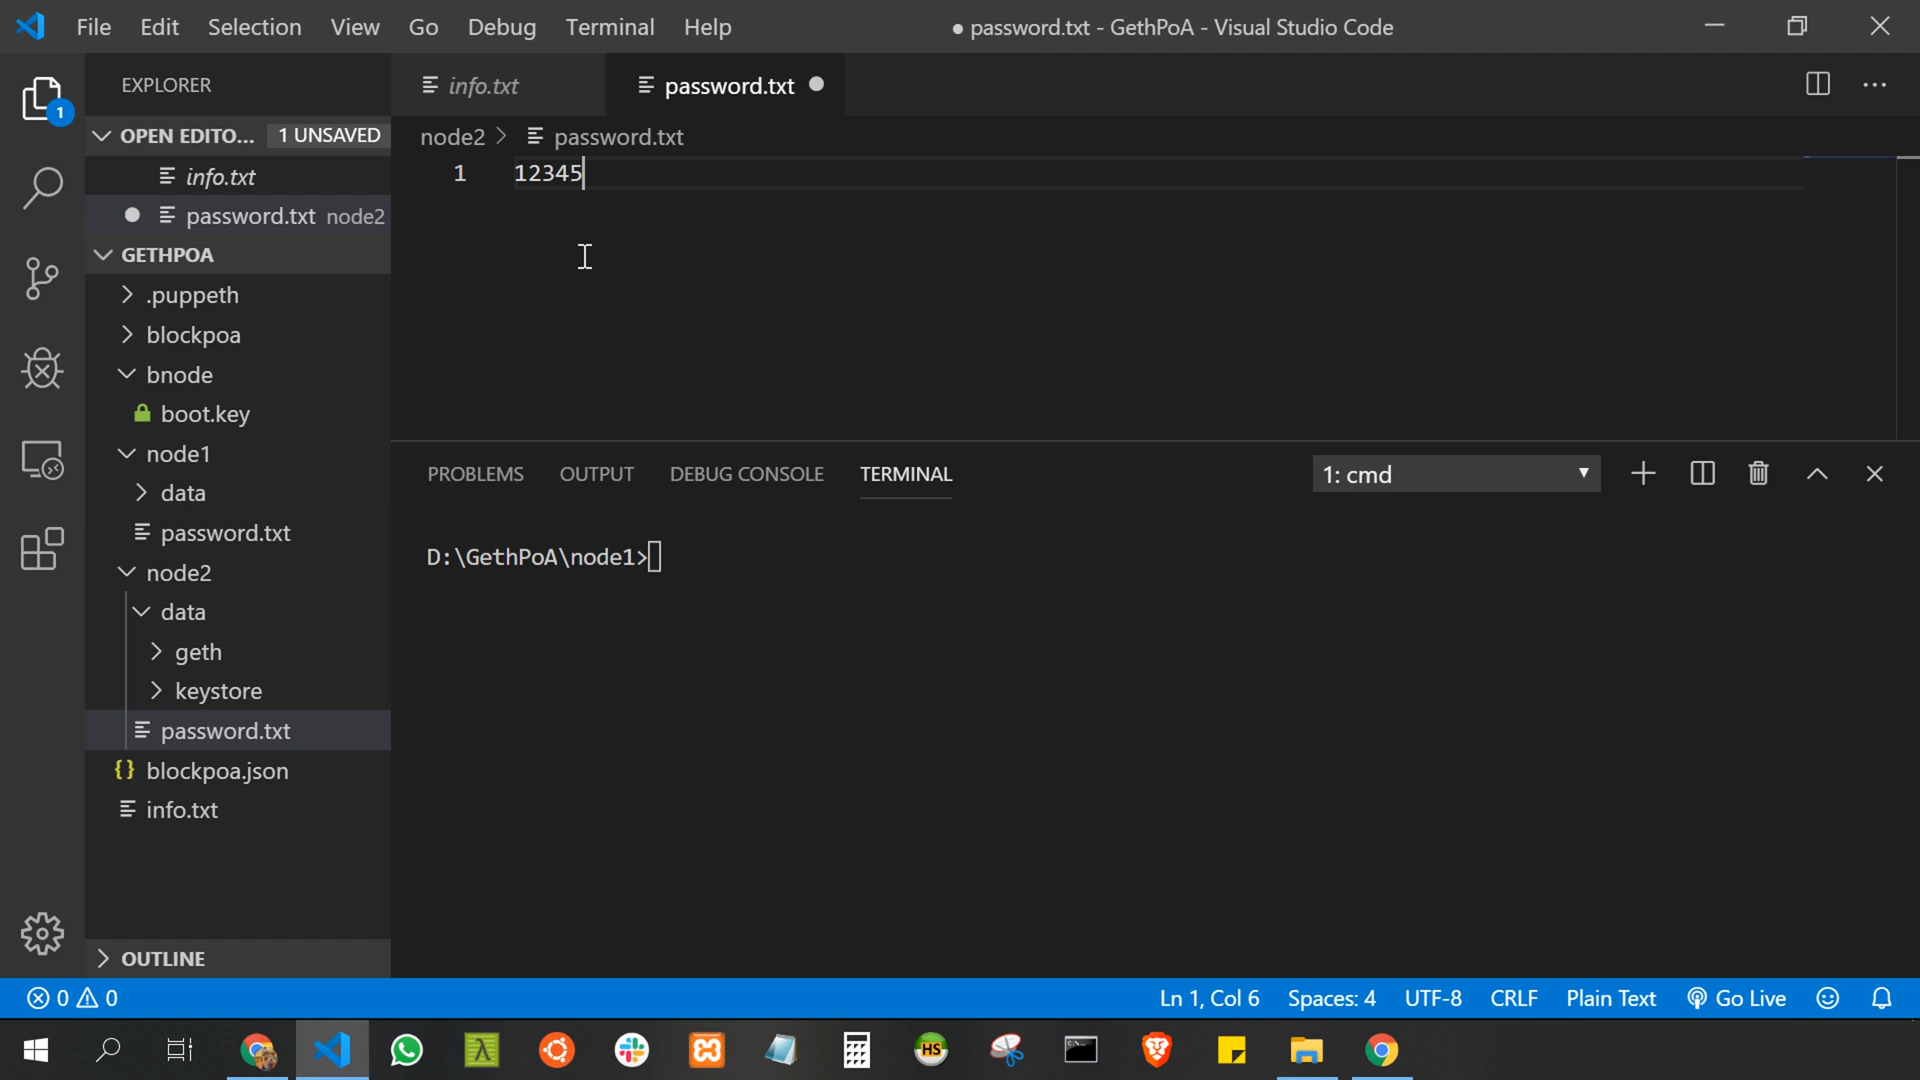 File Edit Selection View Go Debug Terminal Help ● password.txt - GethPoA - Visual Studio Code
EXPLORER
info.txt
password.txt
1
OPEN EDITO... 1 UNSAVED
node2 > password.txt
info.txt
1 12345
password.txt node2
GETHPOA
.puppeth
blockpoa
bnode
boot.key
node1
data
password.txt
node2
data
geth
keystore
password.txt
blockpoa.json
info.txt
OUTLINE
PROBLEMS OUTPUT DEBUG CONSOLE TERMINAL 1: cmd
D:\GethPoA\node1>
0 0 Ln 1, Col 6 Spaces: 4 UTF-8 CRLF Plain Text Go Live
HS